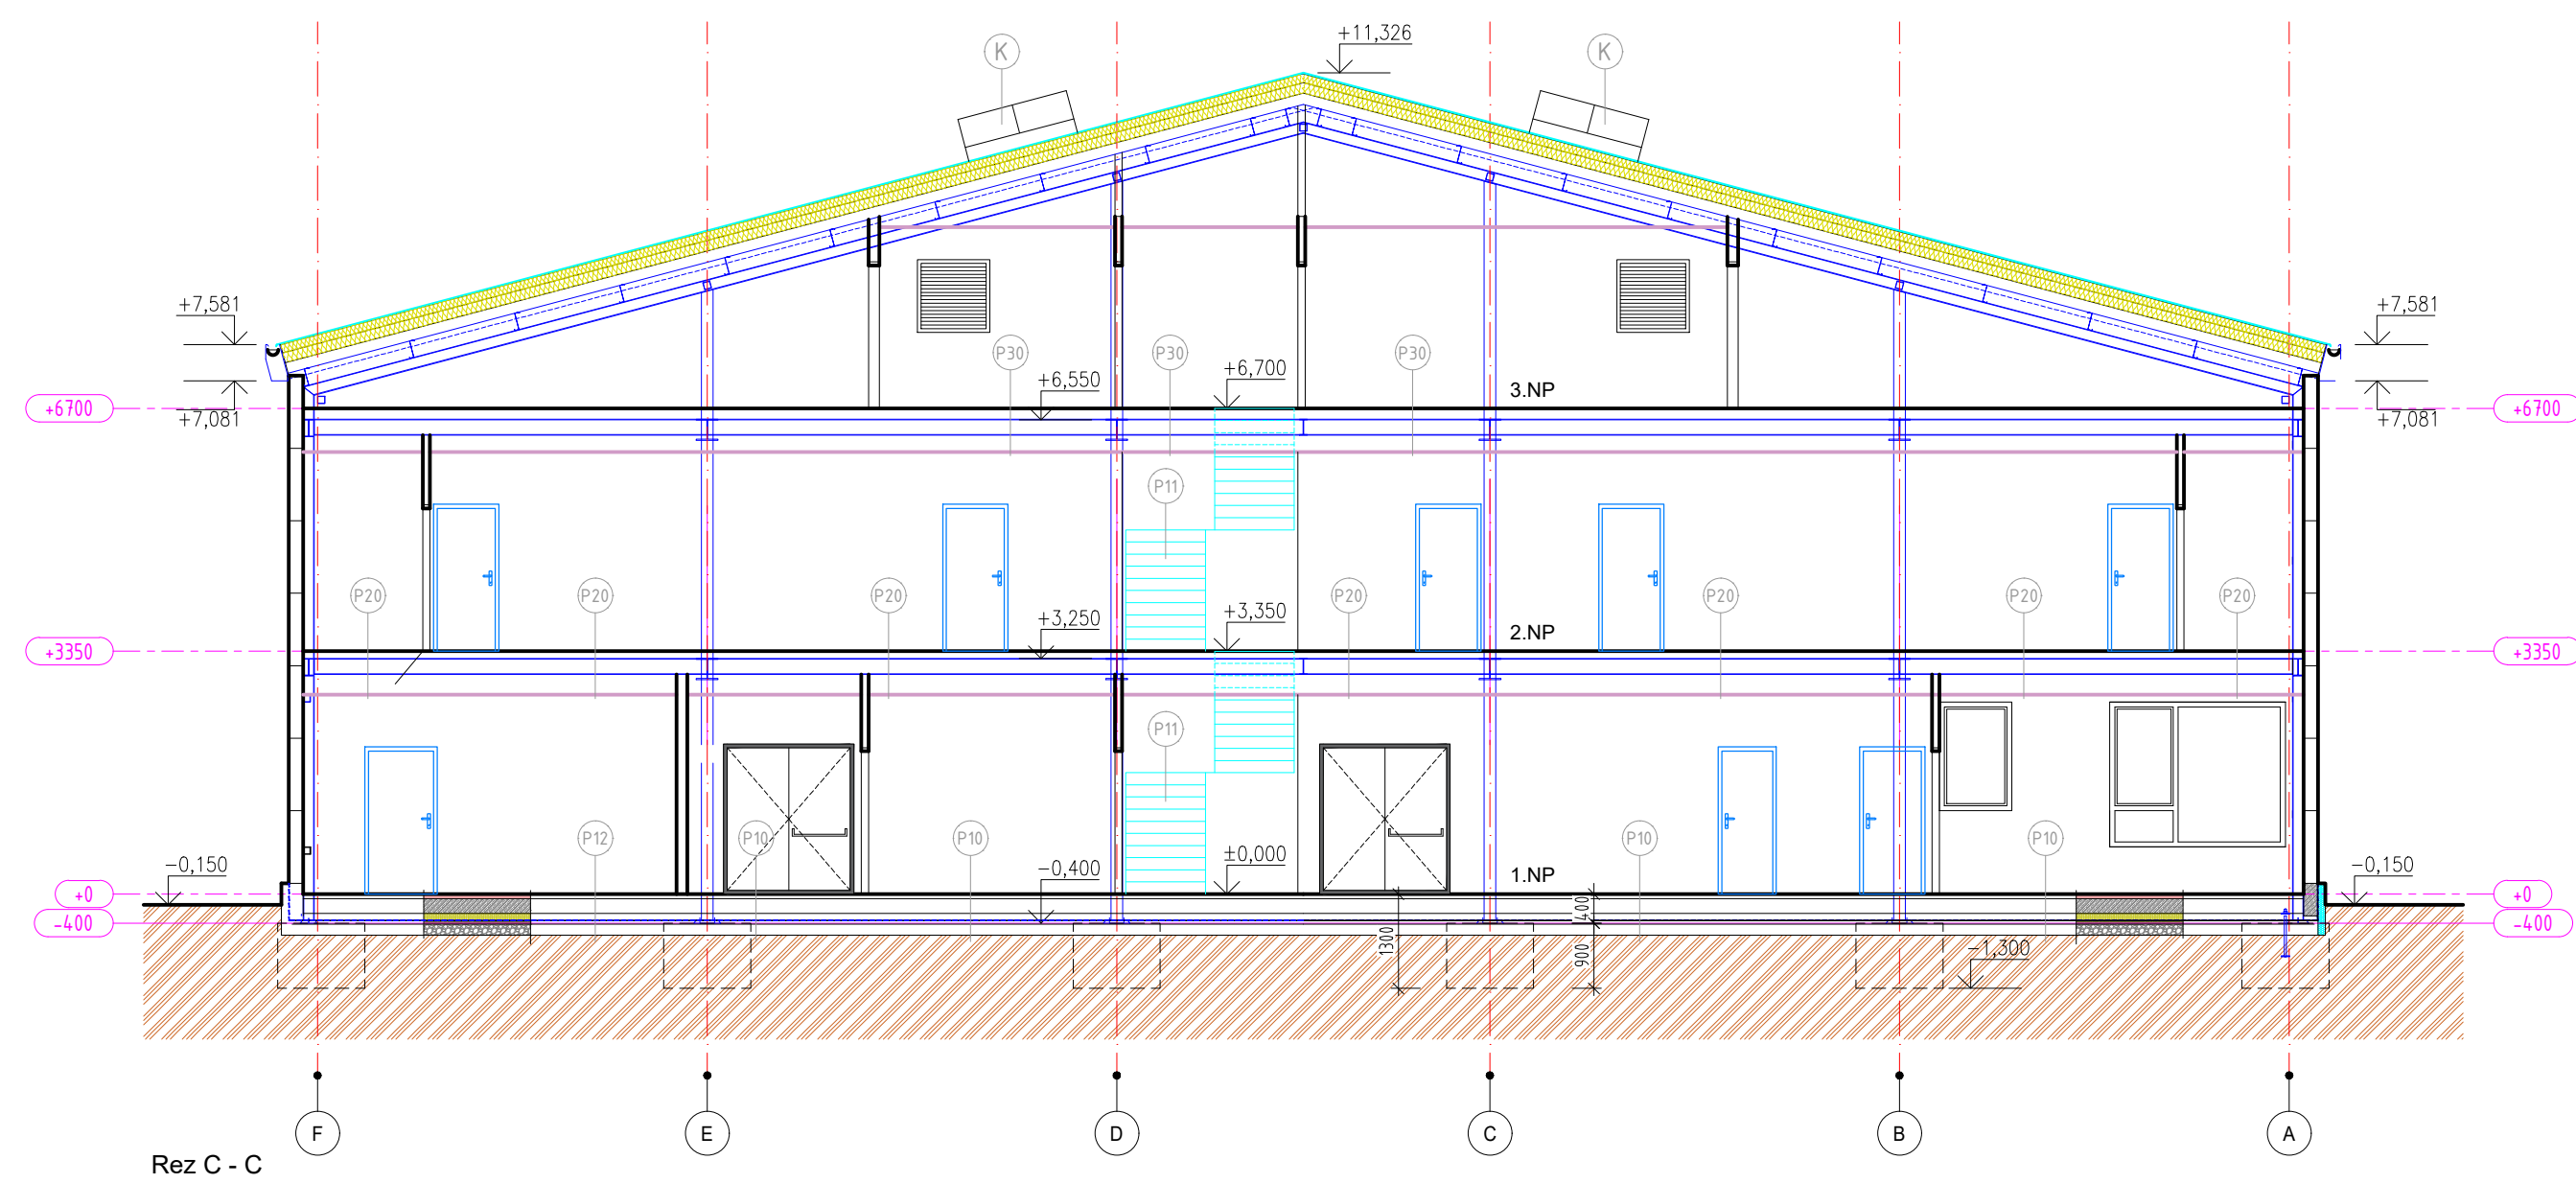 +11,326
K K
+7,581 +7,581
P30 P30 P30
+6,550 +6,700 3.NP
+6700 +7,081 +7,081 +6700
P11
P20 P20 P20 P20 P20 P20 P20
+3,250 +3,350 2.NP
+3350 +3350
P11
P12 P10 P10 P10 P10
-0,150 -0,400 ±0,000 1.NP -0,150
+0 +0
-400 400 -400
1300 900 -1,300
F E D C B A
Rez C - C